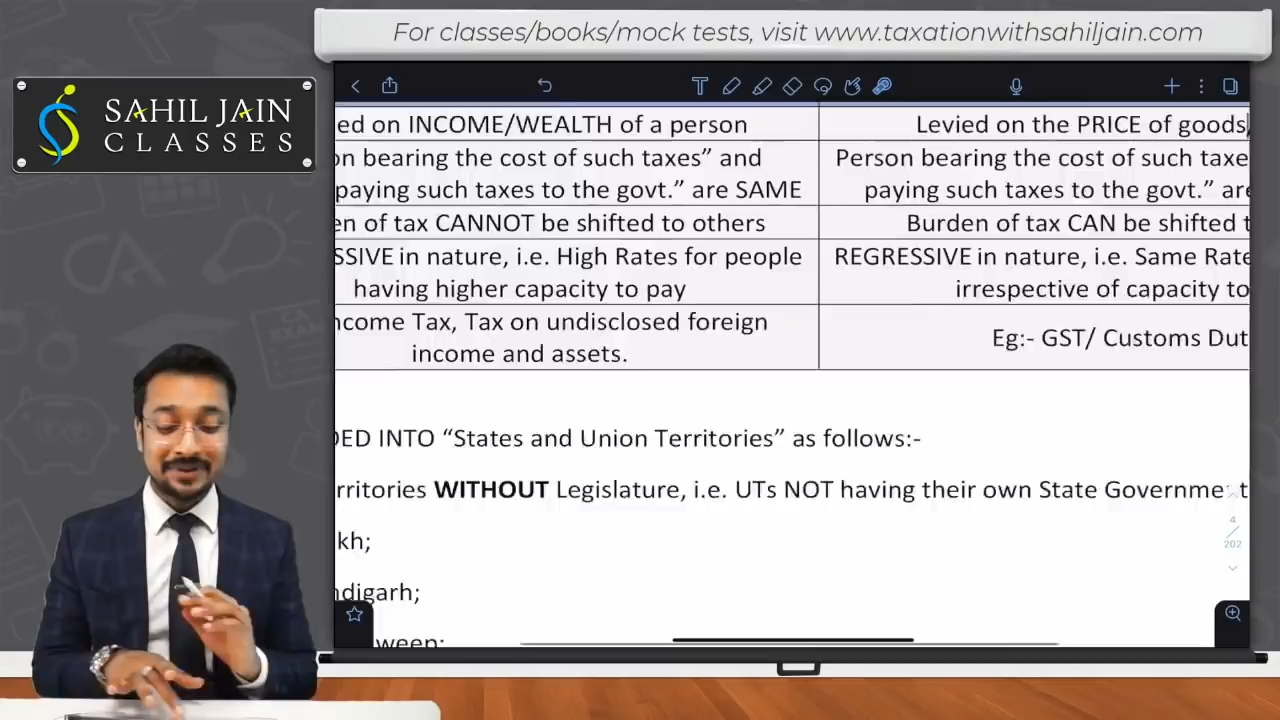 For classes/books/mock tests, visit www.taxationwithsahiljain.com
SAHIL JAIN
CLASSES
ed on INCOME/WEALTH of a person
on bearing the cost of such taxes” and
paying such taxes to the govt.” are SAME
en of tax CANNOT be shifted to others
SSIVE in nature, i.e. High Rates for people
having higher capacity to pay
ncome Tax, Tax on undisclosed foreign
income and assets.
Levied on the PRICE of goods/
Person bearing the cost of such taxe
paying such taxes to the govt.” are
Burden of tax CAN be shifted t
REGRESSIVE in nature, i.e. Same Rate
irrespective of capacity to
Eg:- GST/ Customs Dut
DED INTO “States and Union Territories” as follows:-
rritories WITHOUT Legislature, i.e. UTs NOT having their own State Government
kh;
ndigarh;
ween;
4
202